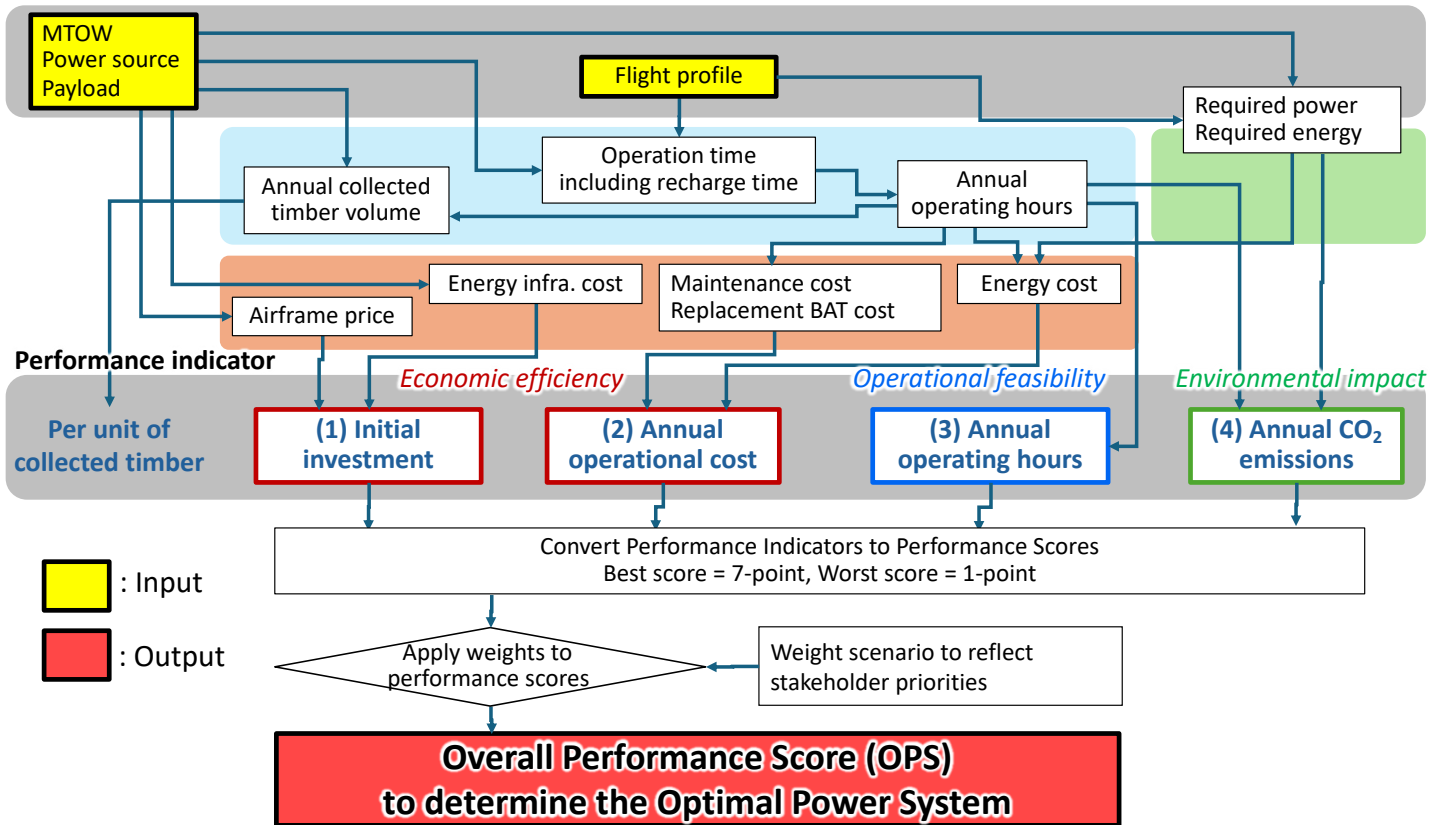 MTOW
Power source
Payload
Flight profile
Required power
Required energy
Operation time
including recharge time
Annual collected
timber volume
Annual
operating hours
Energy infra. cost
Maintenance cost
Replacement BAT cost
Energy cost
Airframe price
Performance indicator
Economic efficiency
Operational feasibility
Environmental impact
Per unit of
collected timber
(1) Initial
investment
(2) Annual
operational cost
(3) Annual
operating hours
(4) Annual CO₂
emissions
Convert Performance Indicators to Performance Scores
Best score = 7-point, Worst score = 1-point
: Input
: Output
Apply weights to
performance scores
Weight scenario to reflect
stakeholder priorities
Overall Performance Score (OPS)
to determine the Optimal Power System